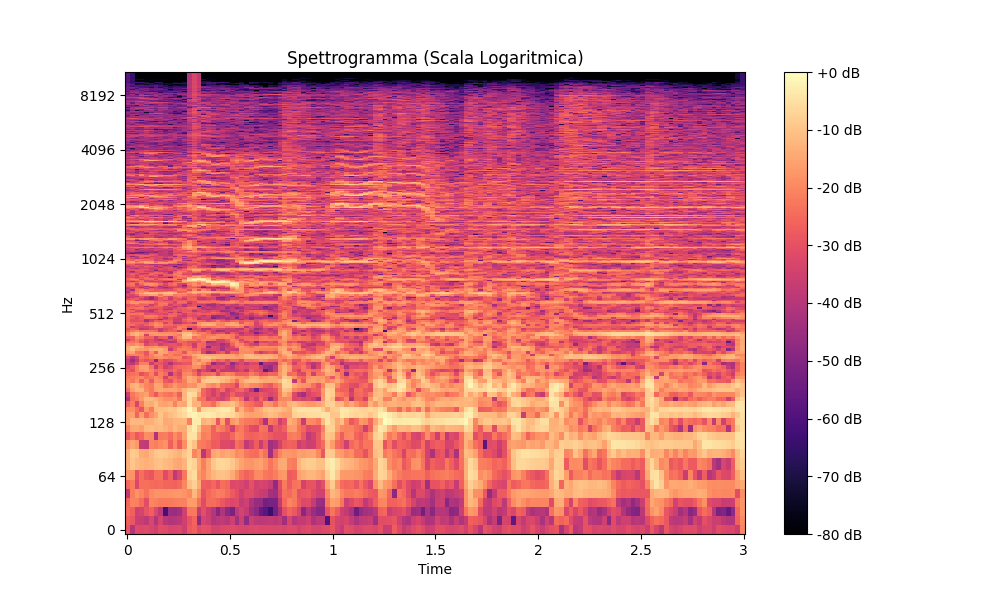 Spettrogramma (Scala Logaritmica)
Hz
8192
4096
2048
1024
512
256
128
64
0
0
0.5
1
1.5
2
2.5
3
Time
+0 dB
-10 dB
-20 dB
-30 dB
-40 dB
-50 dB
-60 dB
-70 dB
-80 dB